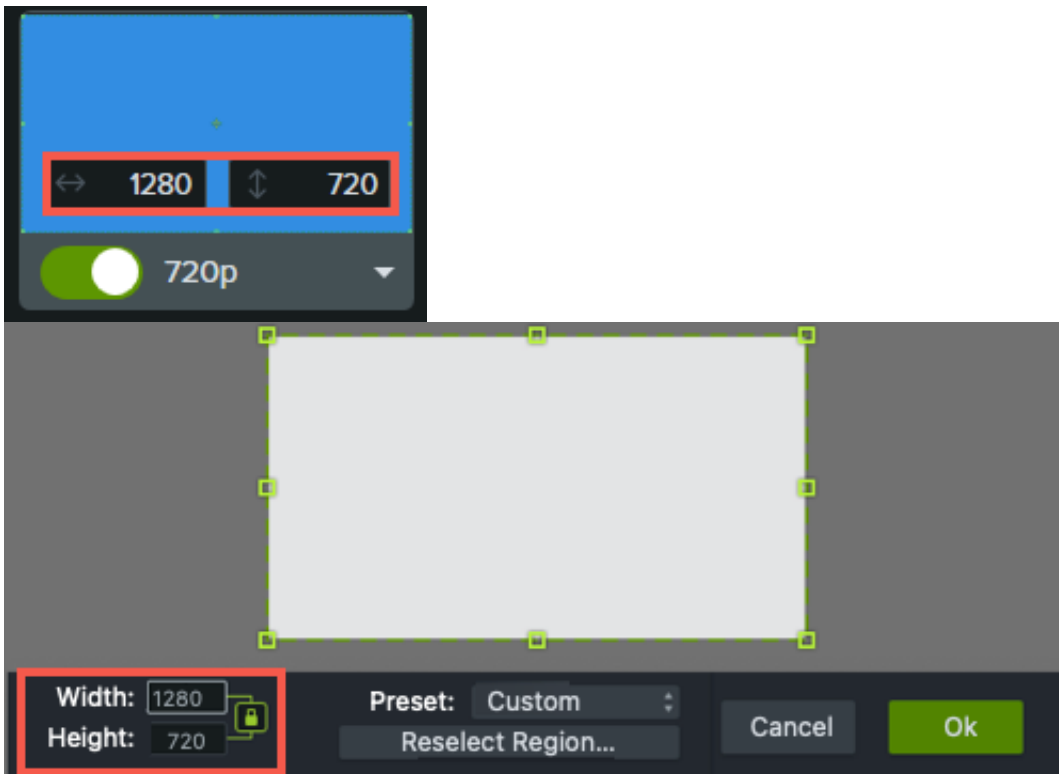 1280 720
720p
Width: 1280
Height: 720
Preset: Custom
Reselect Region...
Cancel
Ok